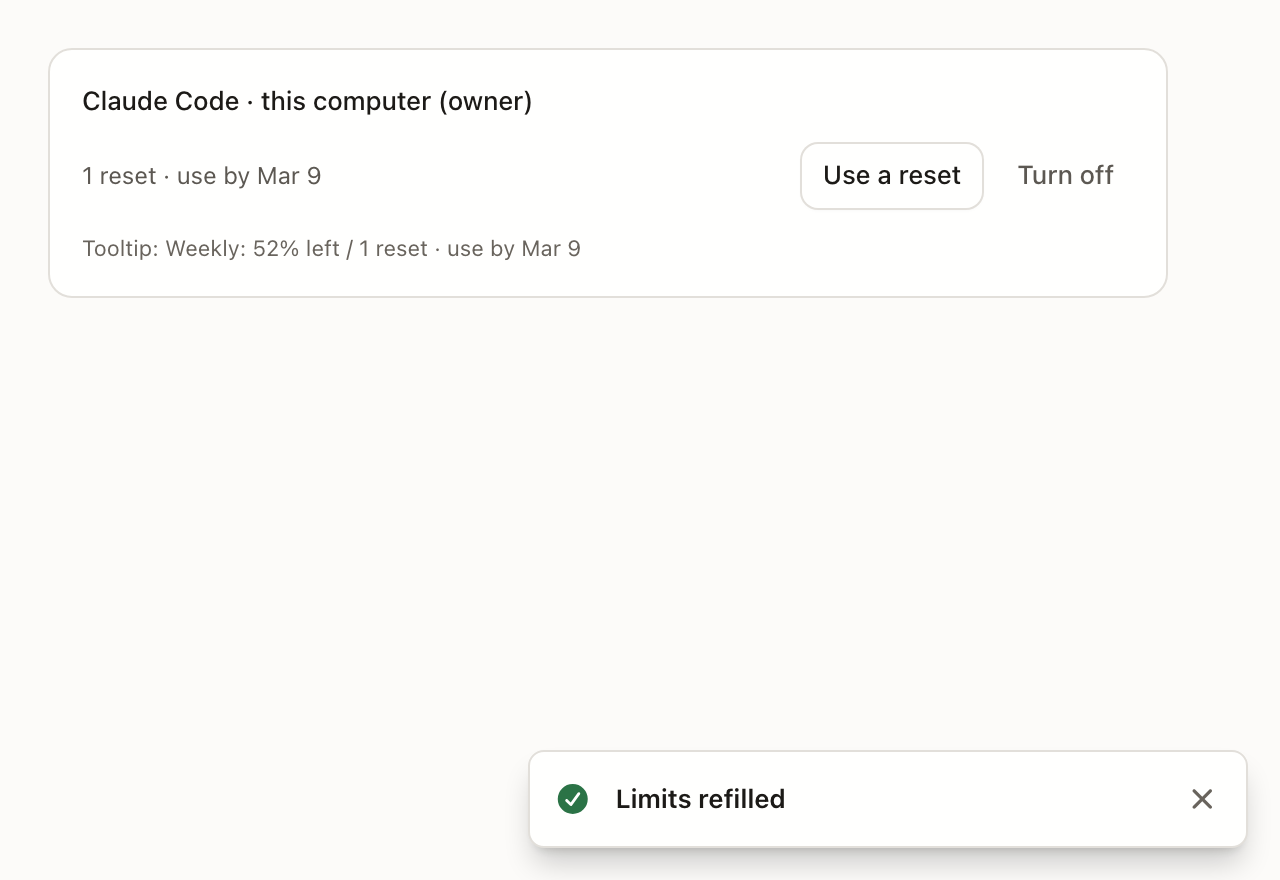 Claude Code · this computer (owner)
1 reset · use by Mar 9
Use a reset
Turn off
Tooltip: Weekly: 52% left / 1 reset · use by Mar 9
Limits refilled